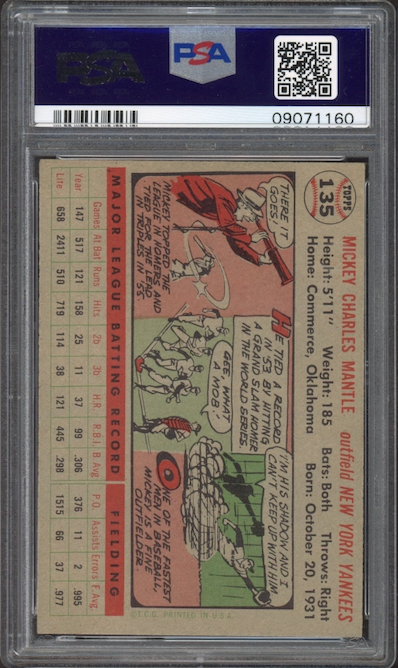 PSA
PSA
09071160
TOPPS
135
MICKEY CHARLES MANTLE outfield NEW YORK YANKEES
Height: 5'11" Weight: 185 Bats: Both Throws: Right
Home: Commerce, Oklahoma Born: October 20, 1931
THERE IT
GOES!
MICKEY TOPPED THE
LEAGUE IN HOMERS AND
TIED FOR THE LEAD
IN TRIPLES IN '55
HE TIED A RECORD
IN '53 BY HITTING
A GRAND SLAM HOMER
IN THE WORLD SERIES.
GEE WHAT
A MOB!
I'M HIS SHADOW AND I
CAN'T KEEP UP WITH HIM
ONE OF THE FASTEST
MEN IN BASEBALL,
MICKEY IS A FINE
OUTFIELDER.
MAJOR LEAGUE BATTING RECORD FIELDING
Games At Bat Runs Hits 2b 3b H.R. R.B.I. B. Avg. P.O. Assists Errors F. Avg.
Year 147 517 121 158 25 11 37 99 .306 376 11 2 .995
Life 658 2411 510 719 114 38 121 445 .298 1515 66 37 .977
© T.C.G. PRINTED IN U.S.A.